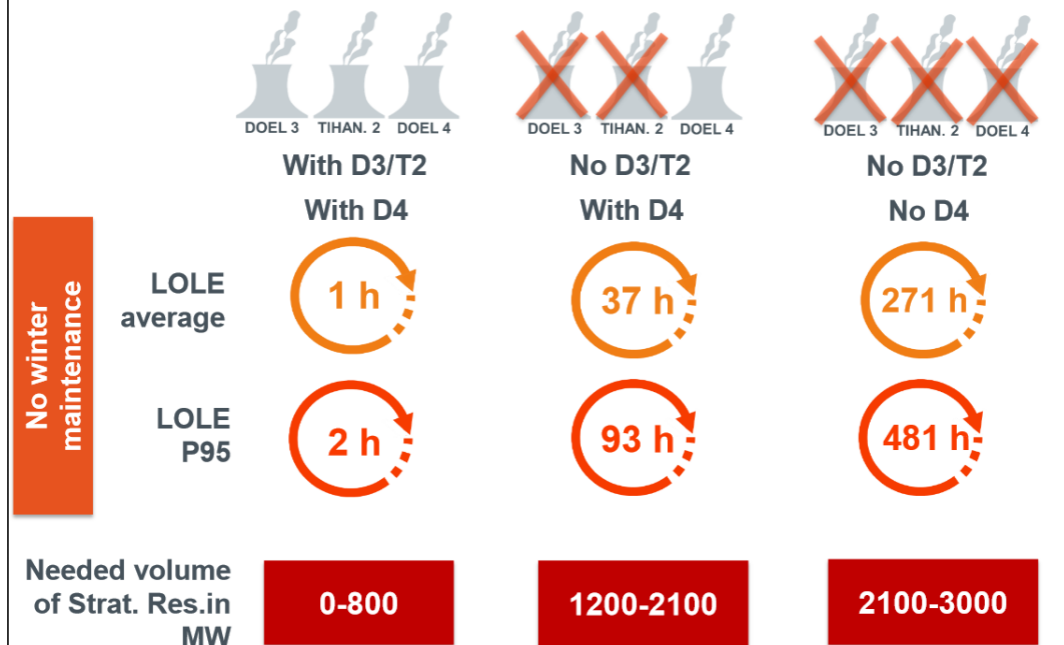 DOEL 3 TIHAN. 2 DOEL 4
DOEL 3 TIHAN. 2 DOEL 4
DOEL 3 TIHAN. 2 DOEL 4
With D3/T2
With D4
No D3/T2
With D4
No D3/T2
No D4
No winter
maintenance
LOLE
average
1 h
37 h
271 h
LOLE
P95
2 h
93 h
481 h
Needed volume
of Strat. Res.in
MW
0-800
1200-2100
2100-3000